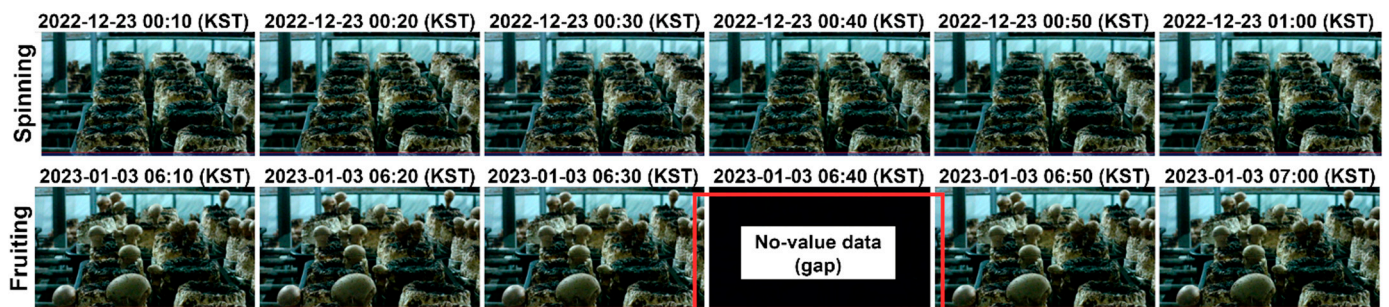 2022-12-23 00:10 (KST) 2022-12-23 00:20 (KST) 2022-12-23 00:30 (KST) 2022-12-23 00:40 (KST) 2022-12-23 00:50 (KST) 2022-12-23 01:00 (KST)
Spinning
2023-01-03 06:10 (KST) 2023-01-03 06:20 (KST) 2023-01-03 06:30 (KST) 2023-01-03 06:40 (KST) 2023-01-03 06:50 (KST) 2023-01-03 07:00 (KST)
Fruiting
No-value data
(gap)